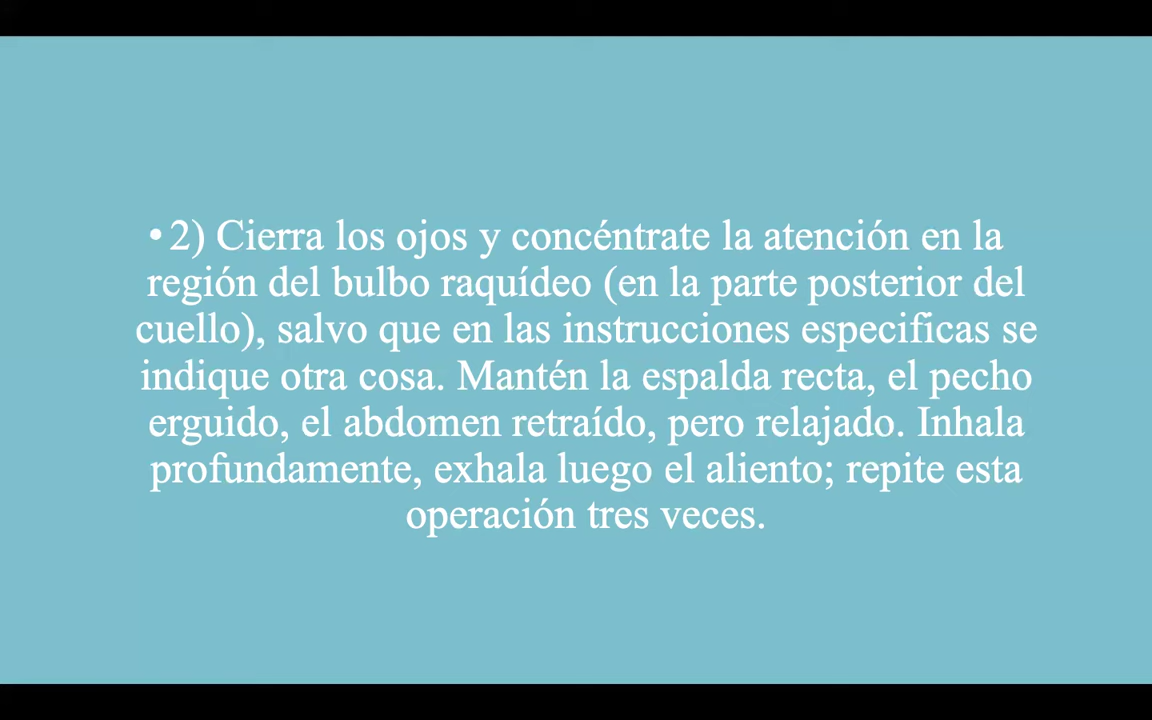 •2) Cierra los ojos y concéntrate la atención en la
región del bulbo raquídeo (en la parte posterior del
cuello), salvo que en las instrucciones especificas se
indique otra cosa. Mantén la espalda recta, el pecho
erguido, el abdomen retraído, pero relajado. Inhala
profundamente, exhala luego el aliento; repite esta
operación tres veces.